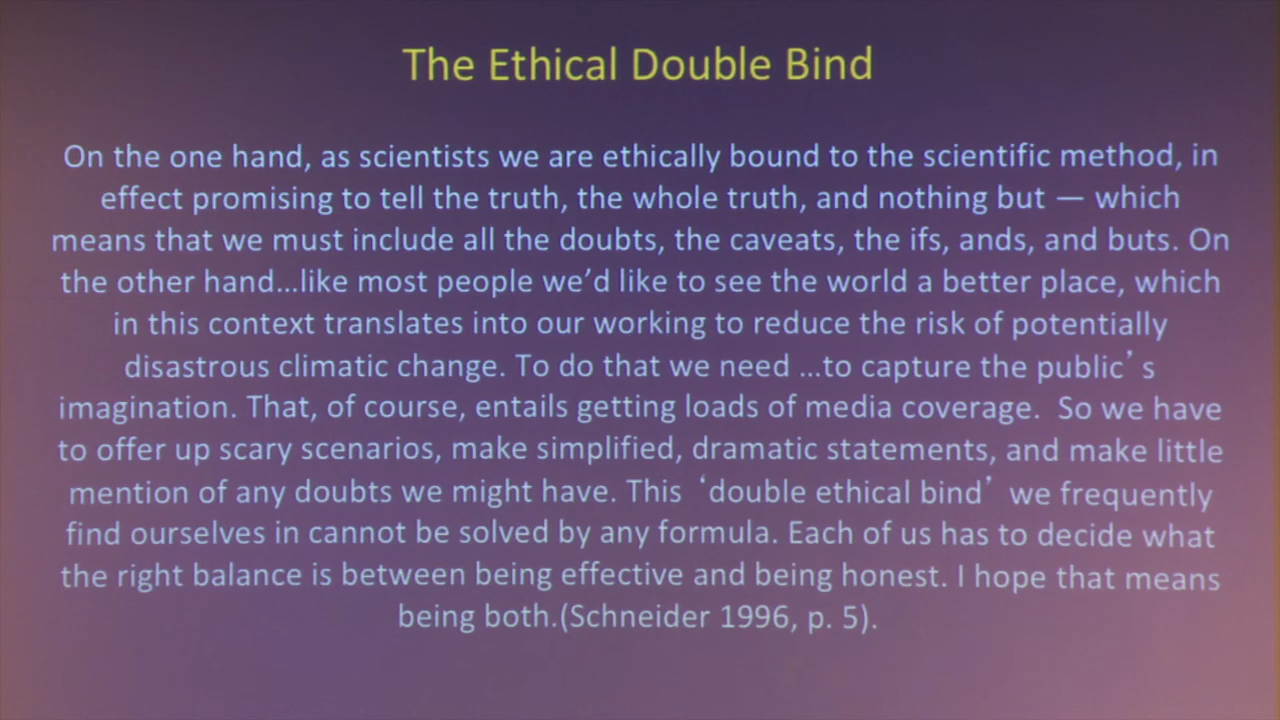 The Ethical Double Bind
On the one hand, as scientists we are ethically bound to the scientific method, in
effect promising to tell the truth, the whole truth, and nothing but — which
means that we must include all the doubts, the caveats, the ifs, ands, and buts. On
the other hand...like most people we’d like to see the world a better place, which
in this context translates into our working to reduce the risk of potentially
disastrous climatic change. To do that we need ...to capture the public’ s
imagination. That, of course, entails getting loads of media coverage.  So we have
to offer up scary scenarios, make simplified, dramatic statements, and make little
mention of any doubts we might have. This ‘double ethical bind’ we frequently
find ourselves in cannot be solved by any formula. Each of us has to decide what
the right balance is between being effective and being honest. I hope that means
being both.(Schneider 1996, p. 5).